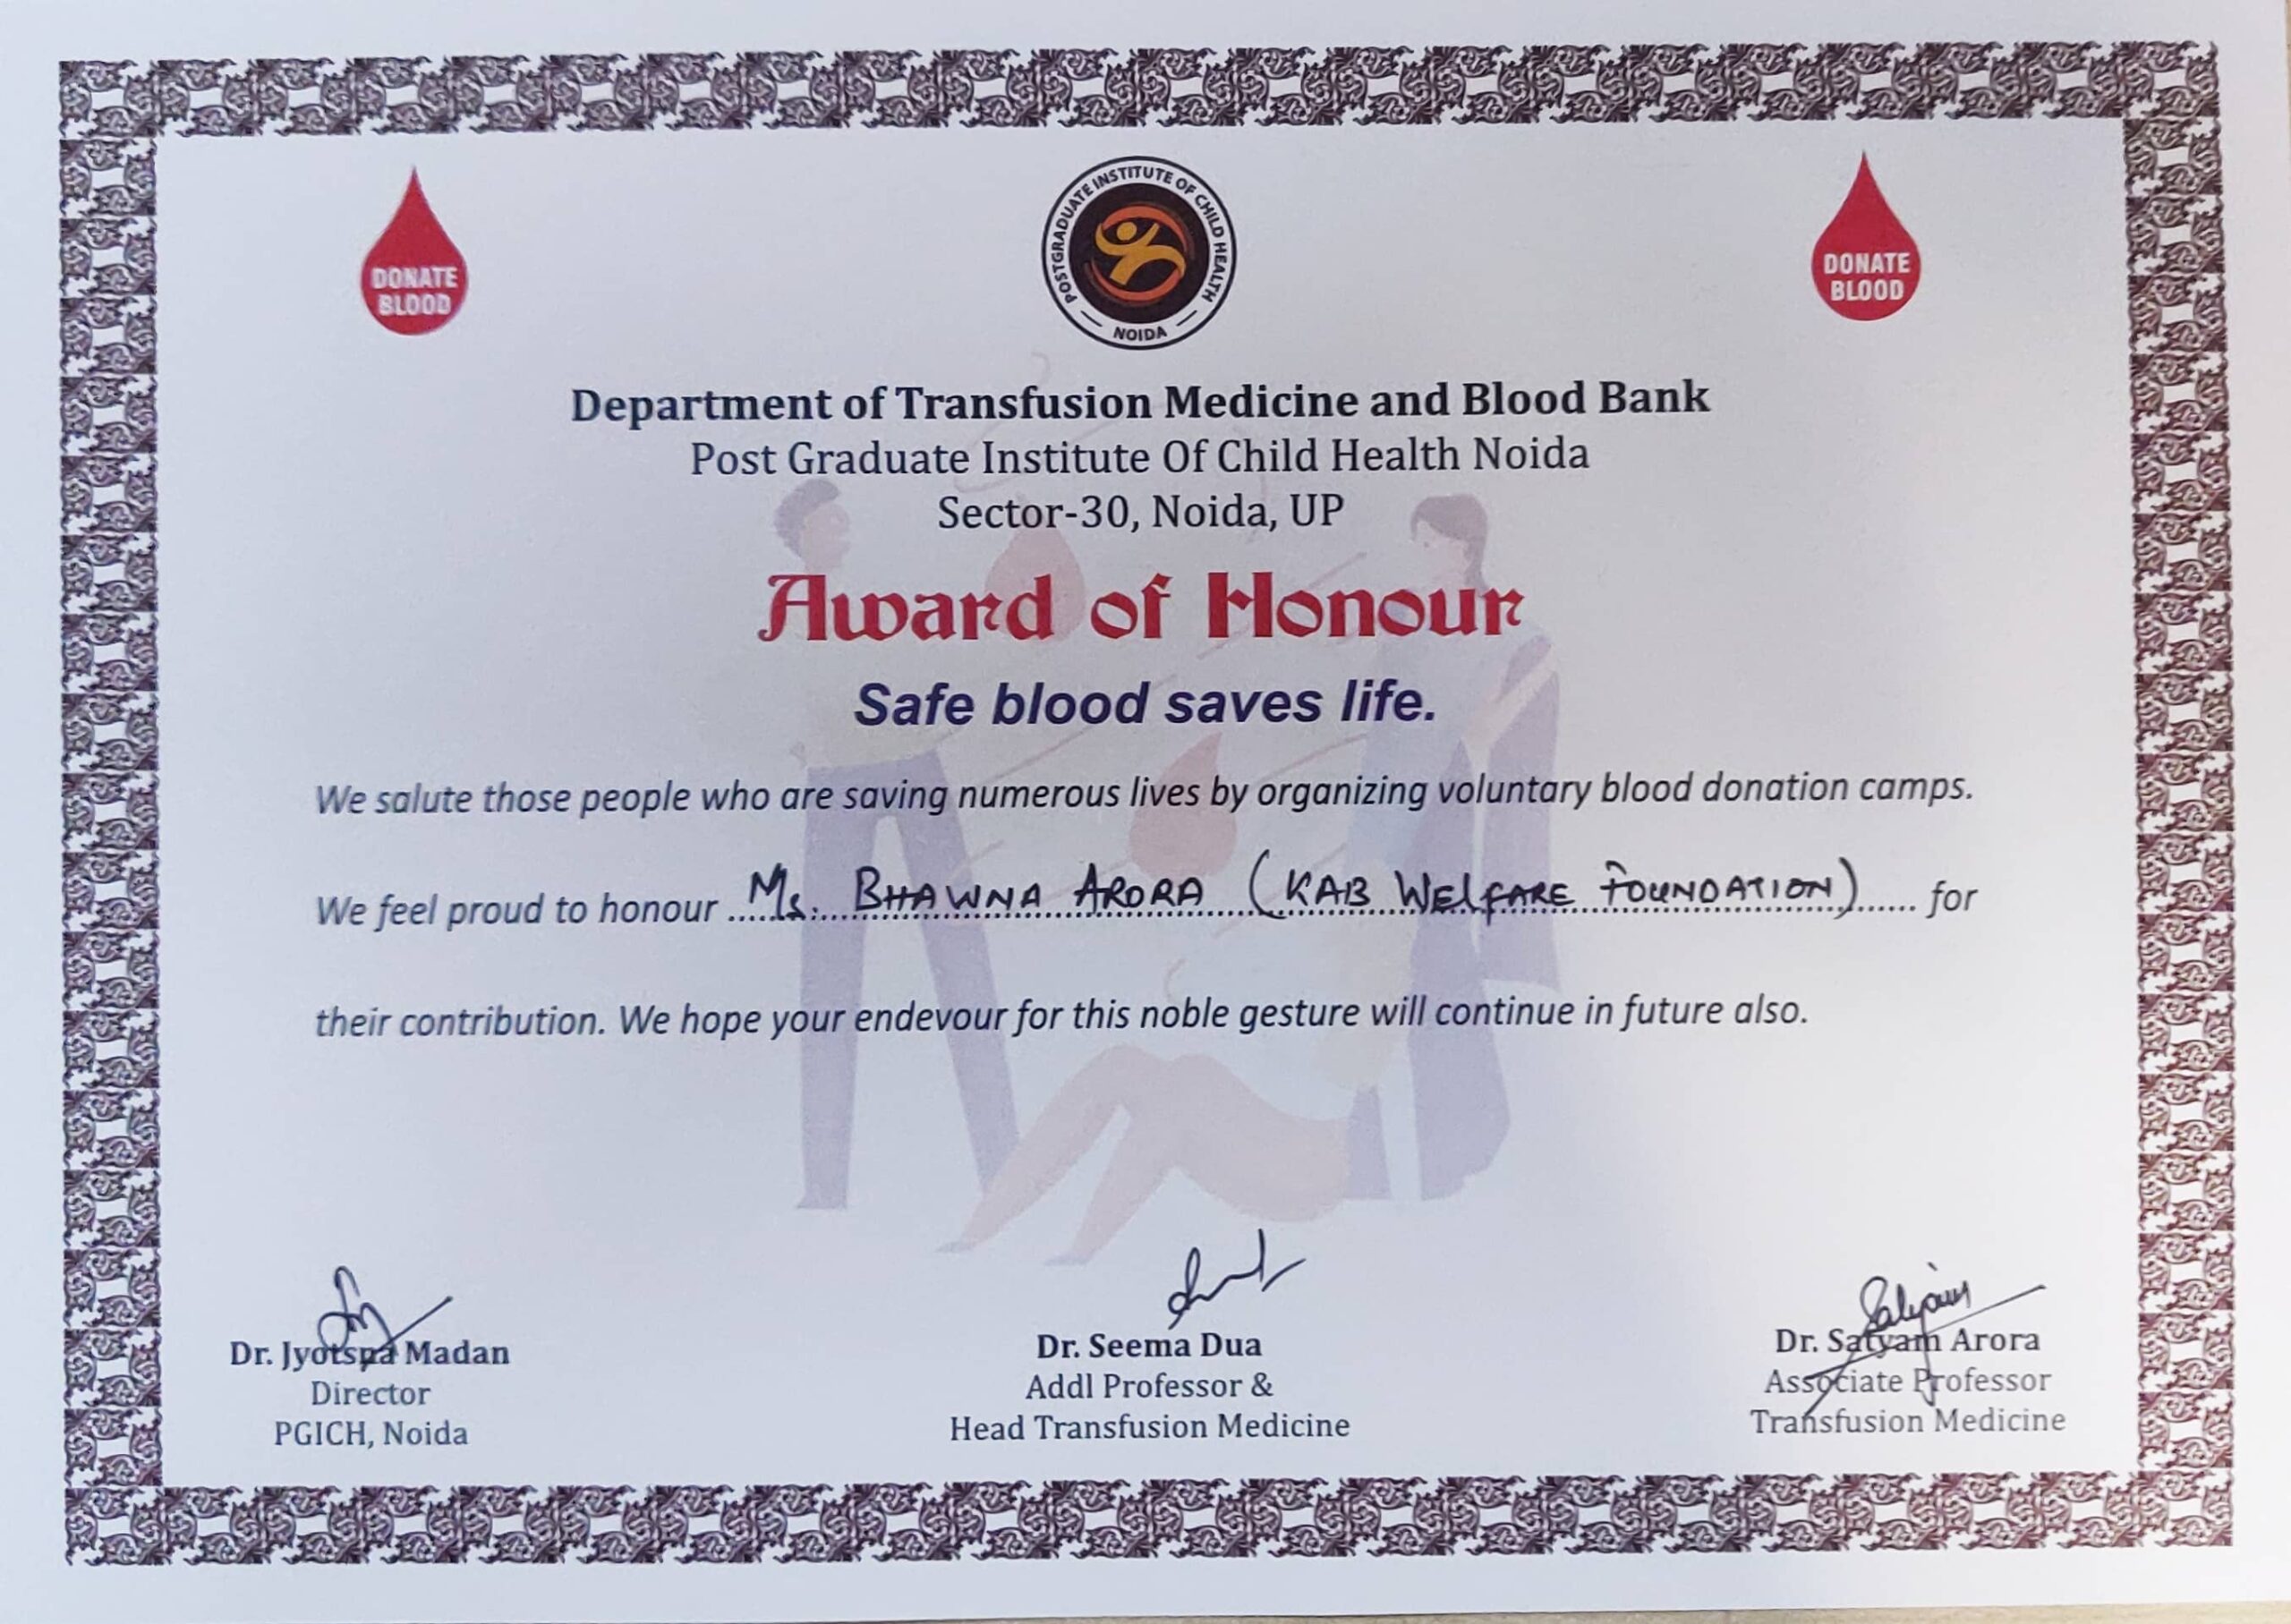 DONATE
BLOOD
POSTGRADUATE INSTITUTE OF CHILD HEALTH
NOIDA
DONATE
BLOOD
Department of Transfusion Medicine and Blood Bank
Post Graduate Institute Of Child Health Noida
Sector-30, Noida, UP
Award of Honour
Safe blood saves life.
We salute those people who are saving numerous lives by organizing voluntary blood donation camps.
We feel proud to honour Ms. BHAWNA ARORA (KAB WELFARE FOUNDATION) for
their contribution. We hope your endevour for this noble gesture will continue in future also.
Dr. Jyotsna Madan
Director
PGICH, Noida
Dr. Seema Dua
Addl Professor &
Head Transfusion Medicine
Satyam
Dr. Satyam Arora
Associate Professor
Transfusion Medicine